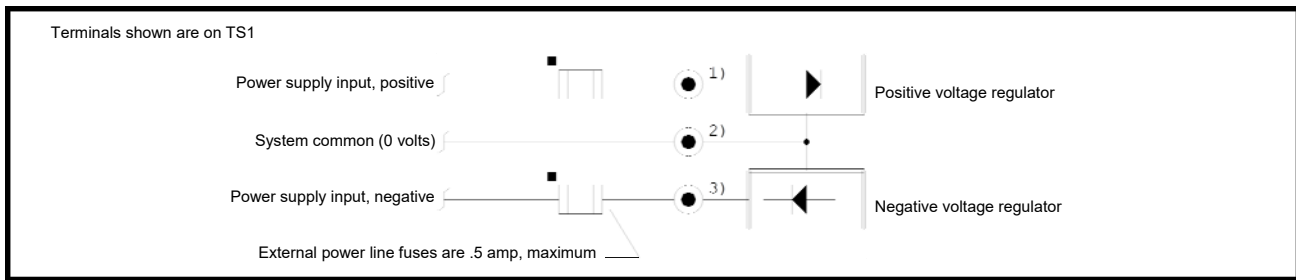 Terminals shown are on TS1
Power supply input, positive
1)
Positive voltage regulator
System common (0 volts)
2)
Power supply input, negative
3)
Negative voltage regulator
External power line fuses are .5 amp, maximum